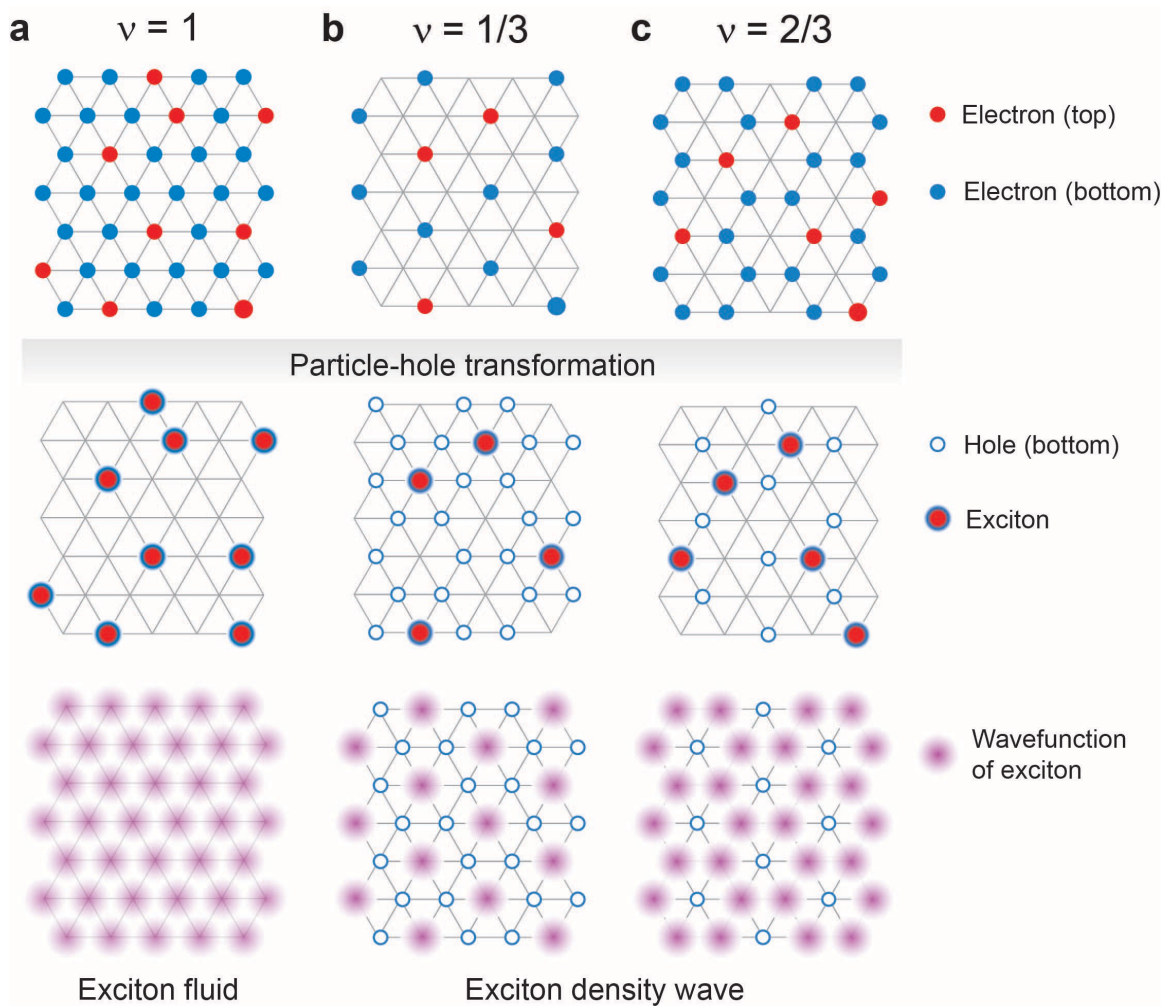 a ν = 1
b ν = 1/3
c ν = 2/3
Electron (top)
Electron (bottom)
Particle-hole transformation
Hole (bottom)
Exciton
Wavefunction
of exciton
Exciton fluid
Exciton density wave